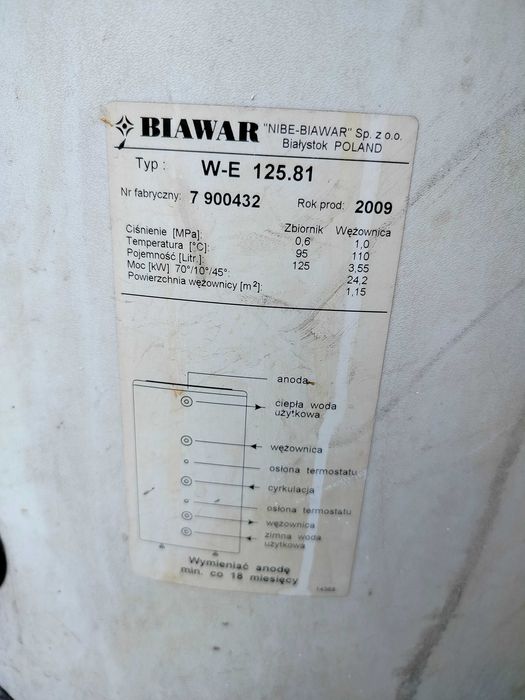 BIAWAR "NIBE-BIAWAR" Sp. z o.o.
Białystok POLAND
Typ : W-E 125.81
Nr fabryczny: 7 900432 Rok prod: 2009
Zbiornik Wężownica
Ciśnienie [MPa]: 0,6 1,0
Temperatura [°C]: 95 110
Pojemność [Litr]: 125 3,55
Moc [kW] 70°/10°/45°: 24,2
Powierzchnia wężownicy [m²]: 1,15
anoda
ciepła woda
użytkowa
wężownica
osłona termostatu
cyrkulacja
osłona termostatu
wężownica
zimna woda
użytkowa
Wymieniać anodę
min. co 18 miesięcy